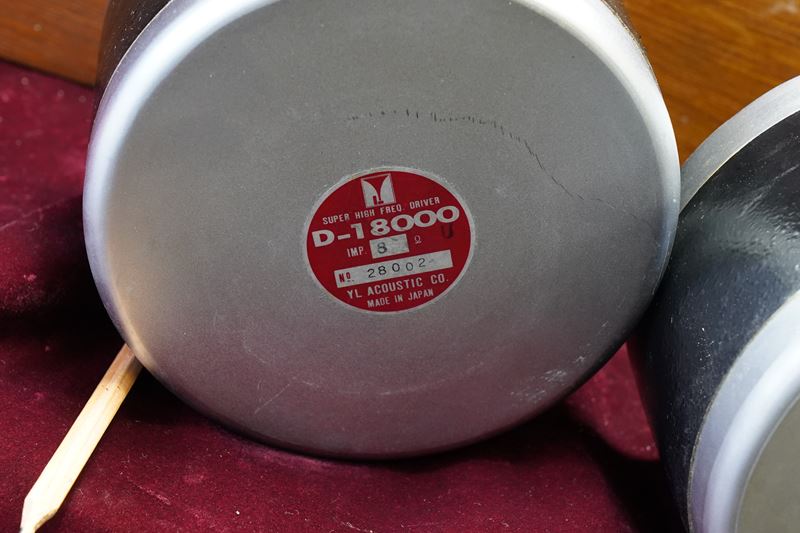 SUPER HIGH FREQ. DRIVER
D-18000
IMP. 8 Ω
No. 28002
YL ACOUSTIC CO.
MADE IN JAPAN